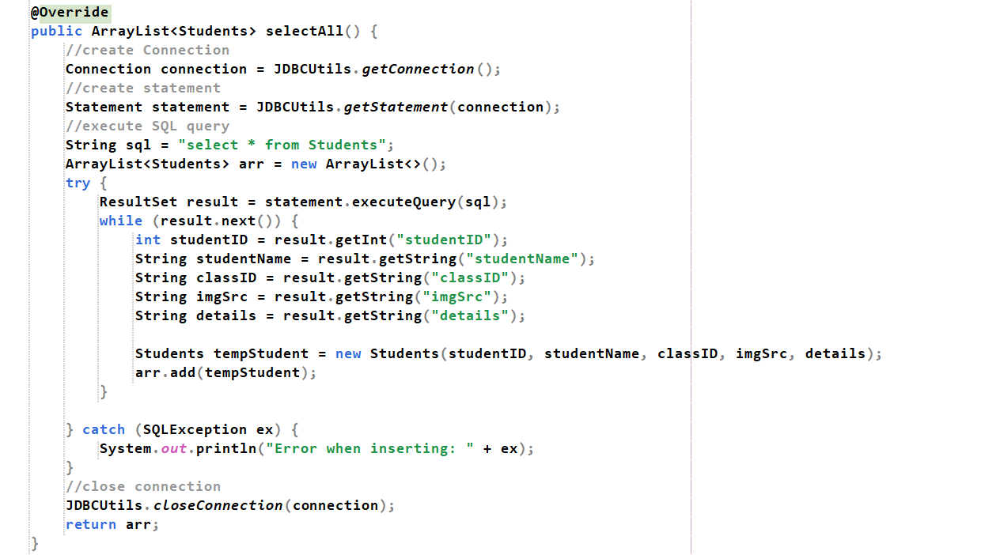 @Override
public ArrayList<Students> selectAll() {
//create Connection
Connection connection = JDBCUtils.getConnection();
//create statement
Statement statement = JDBCUtils.getStatement(connection);
//execute SQL query
String sql = "select * from Students";
ArrayList<Students> arr = new ArrayList<>();
try {
ResultSet result = statement.executeQuery(sql);
while (result.next()) {
int studentID = result.getInt("studentID");
String studentName = result.getString("studentName");
String classID = result.getString("classID");
String imgSrc = result.getString("imgSrc");
String details = result.getString("details");
Students tempStudent = new Students(studentID, studentName, classID, imgSrc, details);
arr.add(tempStudent);
}
} catch (SQLException ex) {
System.out.println("Error when inserting: " + ex);
}
//close connection
JDBCUtils.closeConnection(connection);
return arr;
}